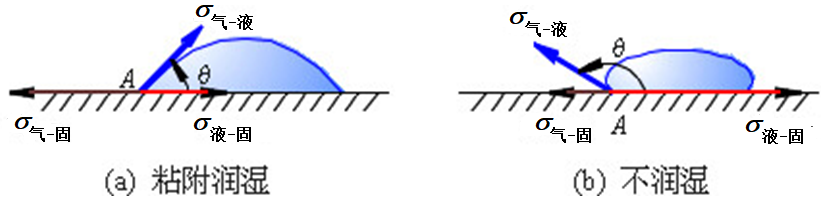 σ气-液
σ气-液
A θ
θ
σ气-固 σ液-固
σ气-固 A σ液-固
(a) 粘附润湿
(b) 不润湿